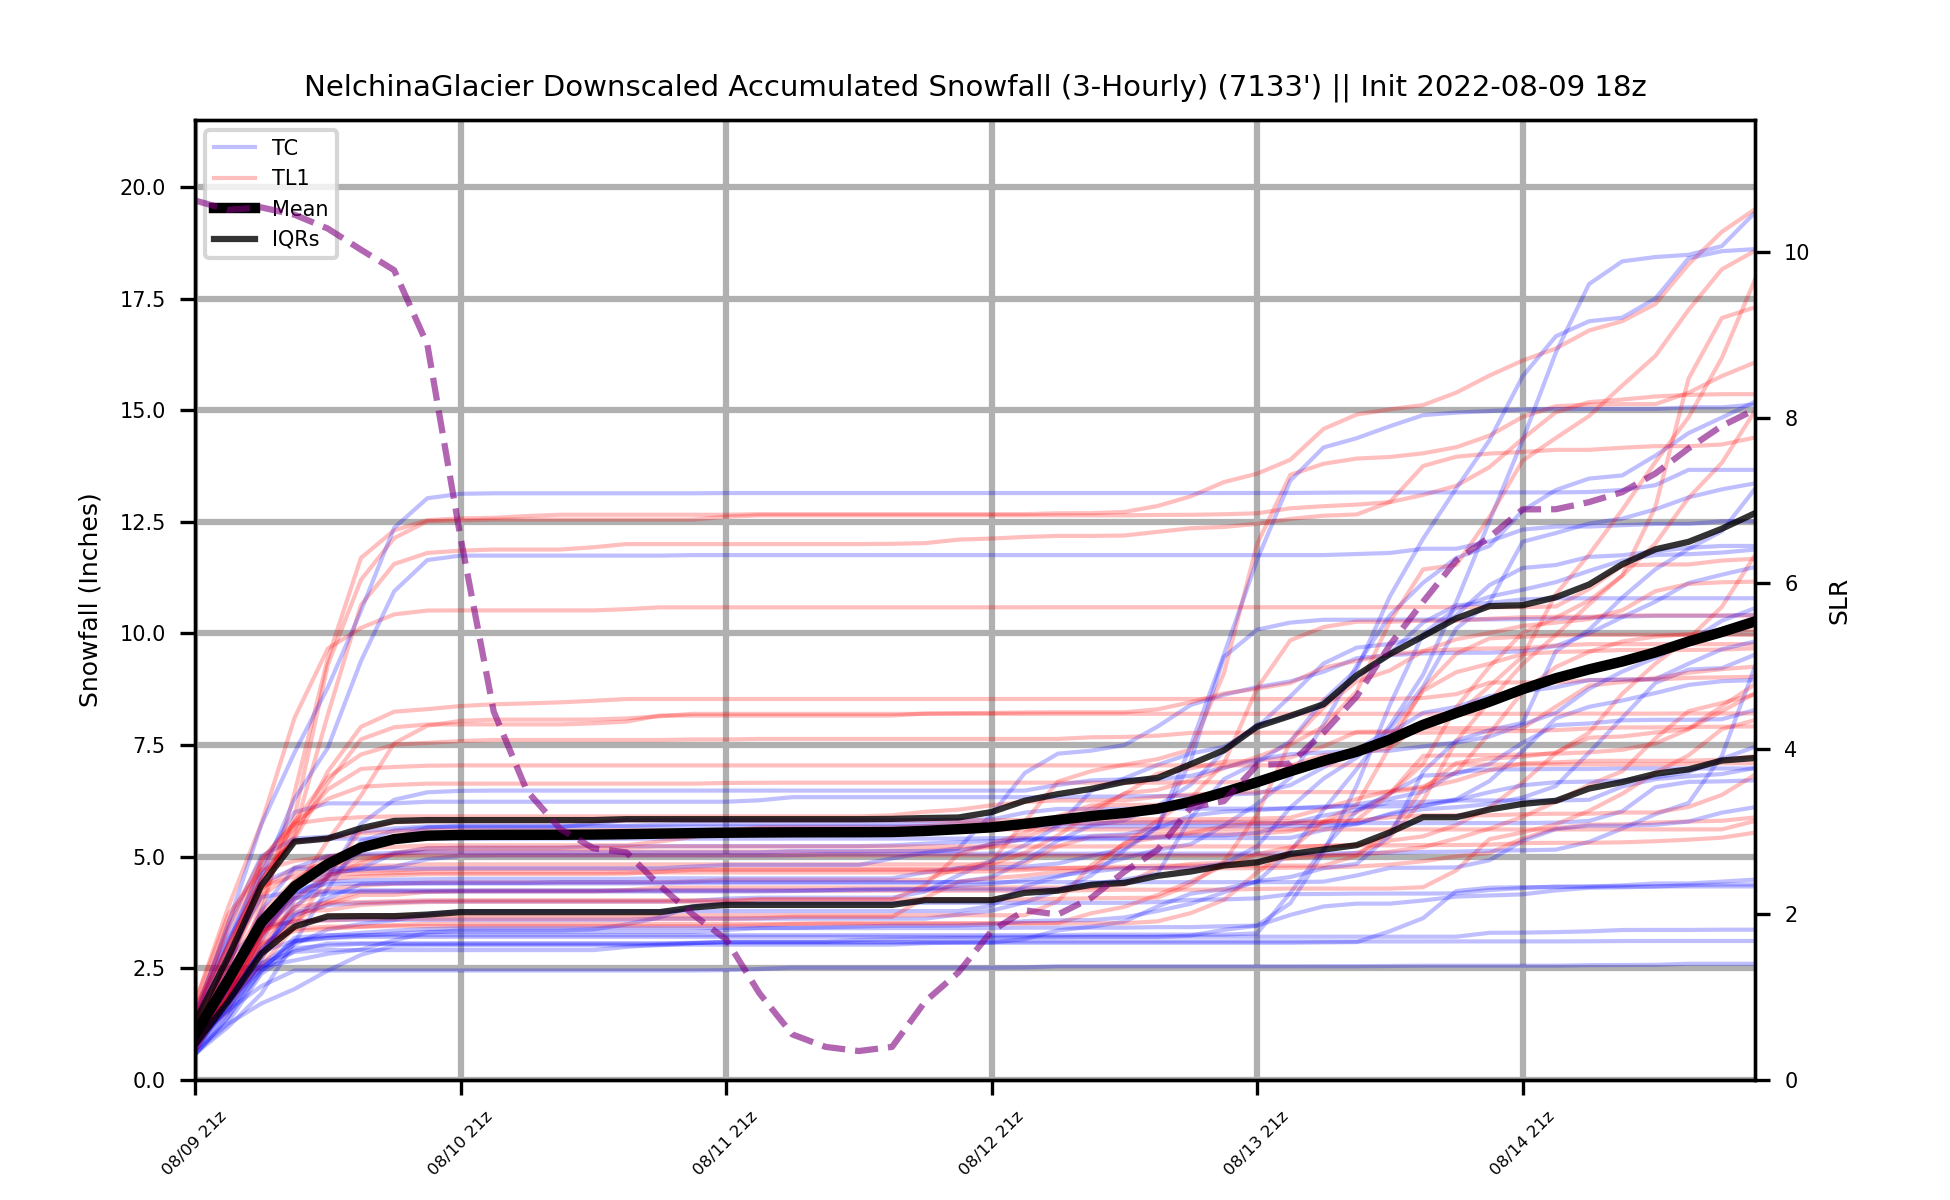 NelchinaGlacier Downscaled Accumulated Snowfall (3-Hourly) (7133') || Init 2022-08-09 18z
TC
TL1
Mean
IQRs
20.0
17.5
15.0
12.5
10.0
7.5
5.0
2.5
0.0
Snowfall (Inches)
10
8
6
4
2
0
SLR
08/09 21z
08/10 21z
08/11 21z
08/12 21z
08/13 21z
08/14 21z